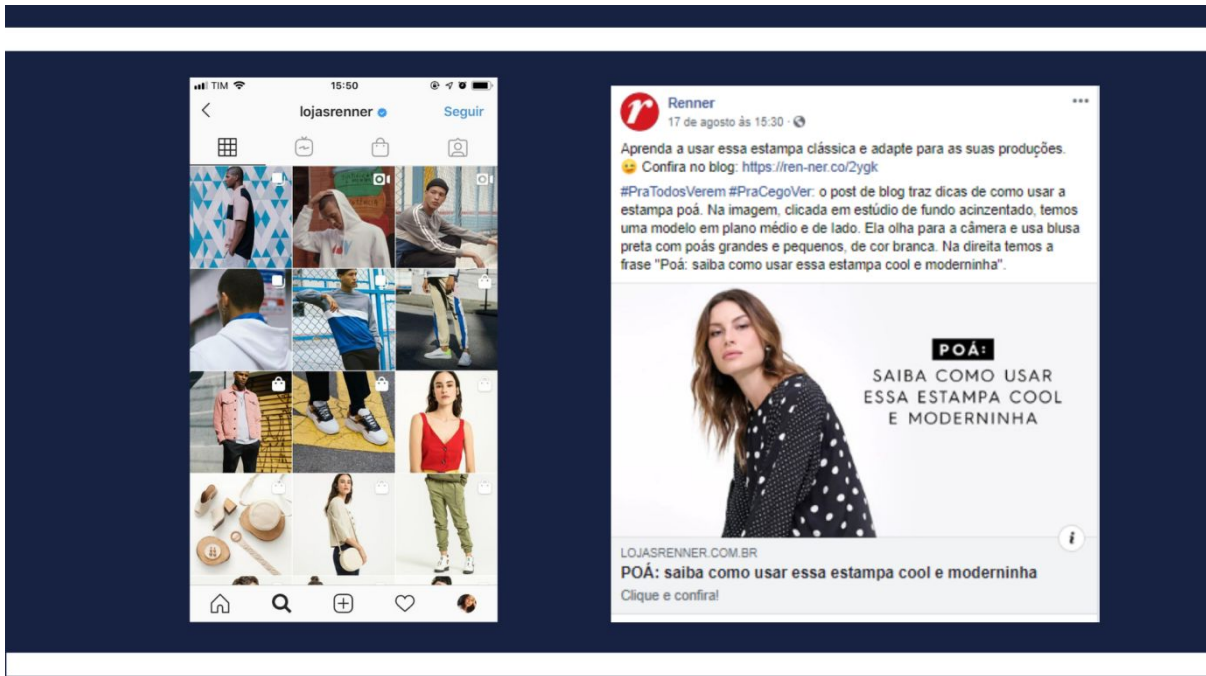 TIM
15:50
lojasrenner
Seguir
Renner
17 de agosto às 15:30
Aprenda a usar essa estampa clássica e adapte para as suas produções.
Confira no blog: https://ren-ner.co/2ygk
#PraTodosVerem #PraCegoVer: o post de blog traz dicas de como usar a
estampa poá. Na imagem, clicada em estúdio de fundo acinzentado, temos
uma modelo em plano médio e de lado. Ela olha para a câmera e usa blusa
preta com poás grandes e pequenos, de cor branca. Na direita temos a
frase "Poá: saiba como usar essa estampa cool e moderninha".
POÁ:
SAIBA COMO USAR
ESSA ESTAMPA COOL
E MODERNINHA
LOJASRENNER.COM.BR
POÁ: saiba como usar essa estampa cool e moderninha
Clique e confira!